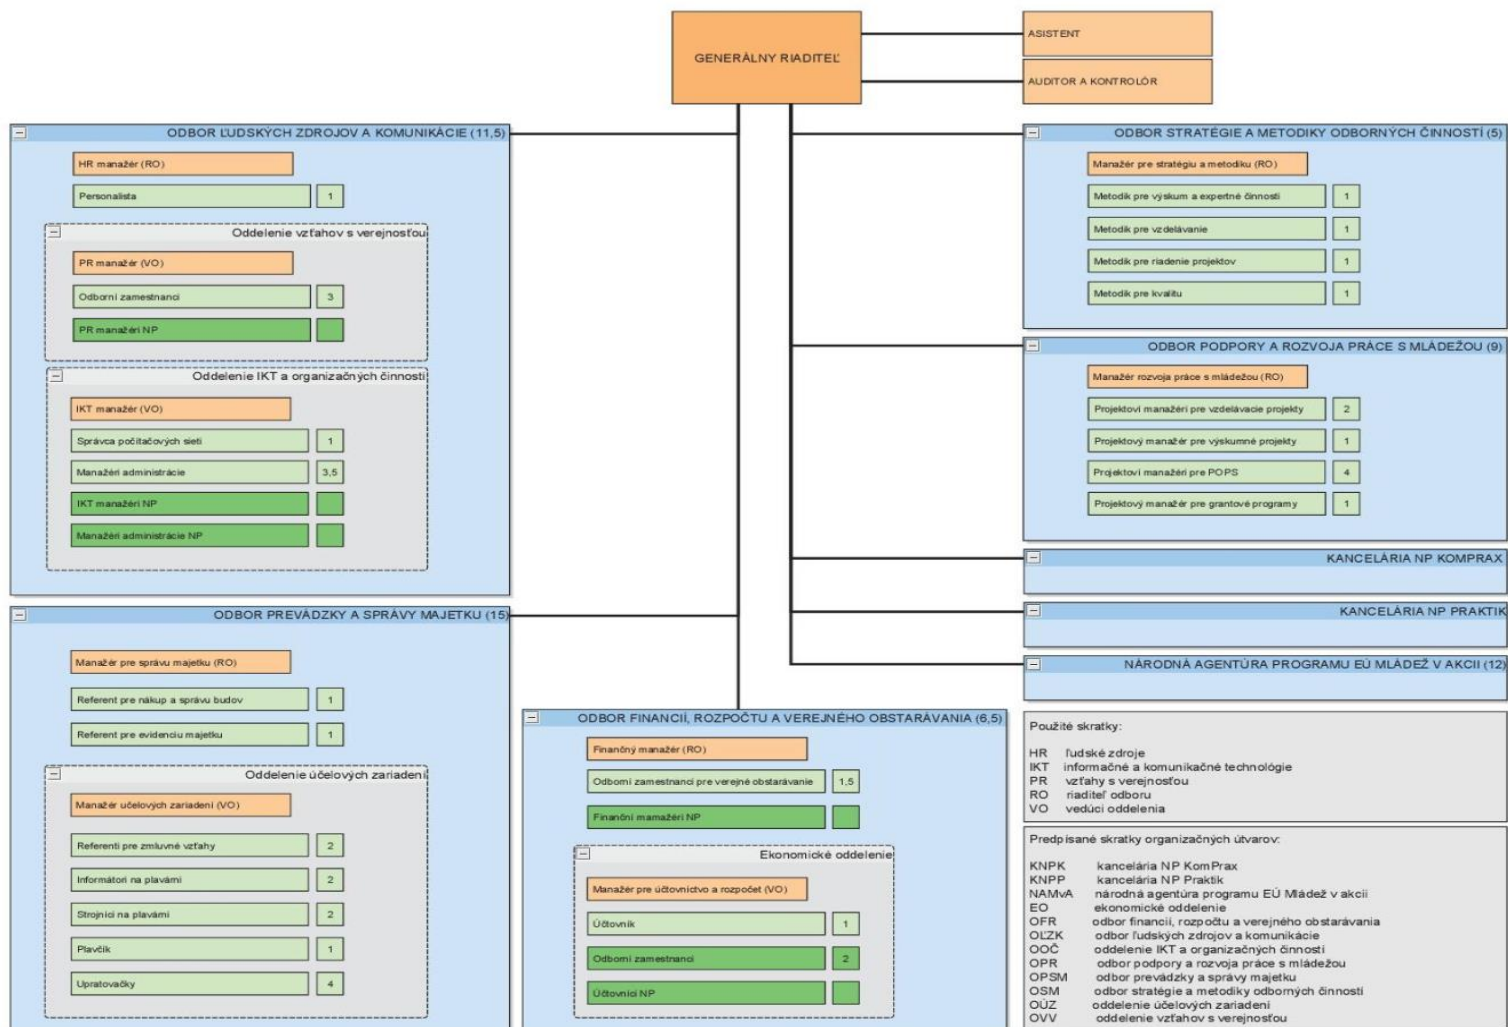 GENERÁLNY RIADITEĽ
ASISTENT
AUDITOR A KONTROLÓR
ODBOR ĽUDSKÝCH ZDROJOV A KOMUNIKÁCIE (11,5)
HR manažér (RO)
Personalista 1
Oddelenie vzťahov s verejnosťou
PR manažér (VO)
Odborní zamestnanci 3
PR manažéri NP
Oddelenie IKT a organizačných činností
IKT manažér (VO)
Správca počítačových sietí 1
Manažéri administrácie 3,5
IKT manažéri NP
Manažéri administrácie NP
ODBOR PREVÁDZKY A SPRÁVY MAJETKU (15)
Manažér pre správu majetku (RO)
Referent pre nákup a správu budov 1
Referent pre evidenciu majetku 1
Oddelenie účelových zariadení
Manažér učelových zariadení (VO)
Referenti pre zmluvné vzťahy 2
Informátori na plavárni 2
Strojníci na plavárni 2
Plavčík 1
Upratovačky 4
ODBOR FINANCIÍ, ROZPOČTU A VEREJNÉHO OBSTARÁVANIA (6,5)
Finančný manažér (RO)
Odborní zamestnanci pre verejné obstarávanie 1,5
Finanční mamažéri NP
Ekonomické oddelenie
Manažér pre účtovníctvo a rozpočet (VO)
Účtovník 1
Odborní zamestnanci 2
Účtovníci NP
ODBOR STRATÉGIE A METODIKY ODBORNÝCH ČINNOSTÍ (5)
Manažér pre stratégiu a metodiku (RO)
Metodik pre výskum a expertné činnosti 1
Metodik pre vzdelávanie 1
Metodik pre riadenie projektov 1
Metodik pre kvalitu 1
ODBOR PODPORY A ROZVOJA PRÁCE S MLÁDEŽOU (9)
Manažér rozvoja práce s mládežou (RO)
Projektoví manažéri pre vzdelávacie projekty 2
Projektový manažér pre výskumné projekty 1
Projektoví manažéri pre POPS 4
Projektový manažér pre grantové programy 1
KANCELÁRIA NP KOMPRAX
KANCELÁRIA NP PRAKTIK
NÁRODNÁ AGENTÚRA PROGRAMU EÚ MLÁDEŽ V AKCII (12)
Použité skratky:
HR ľudské zdroje
IKT informačné a komunikačné technológie
PR vzťahy s verejnosťou
RO riaditeľ odboru
VO vedúci oddelenia
Predpísané skratky organizačných útvarov:
KNPK kancelária NP KomPrax
KNPP kancelária NP Praktik
NAMvA národná agentúra programu EÚ Mládež v akcii
EO ekonomické oddelenie
OFR odbor financií, rozpočtu a verejného obstarávania
OĽZK odbor ľudských zdrojov a komunikácie
OOČ oddelenie IKT a organizačných činností
OPR odbor podpory a rozvoja práce s mládežou
OPSM odbor prevádzky a správy majetku
OSM odbor stratégie a metodiky odborných činností
OÚZ oddelenie účelových zariadení
OVV oddelenie vzťahov s verejnosťou